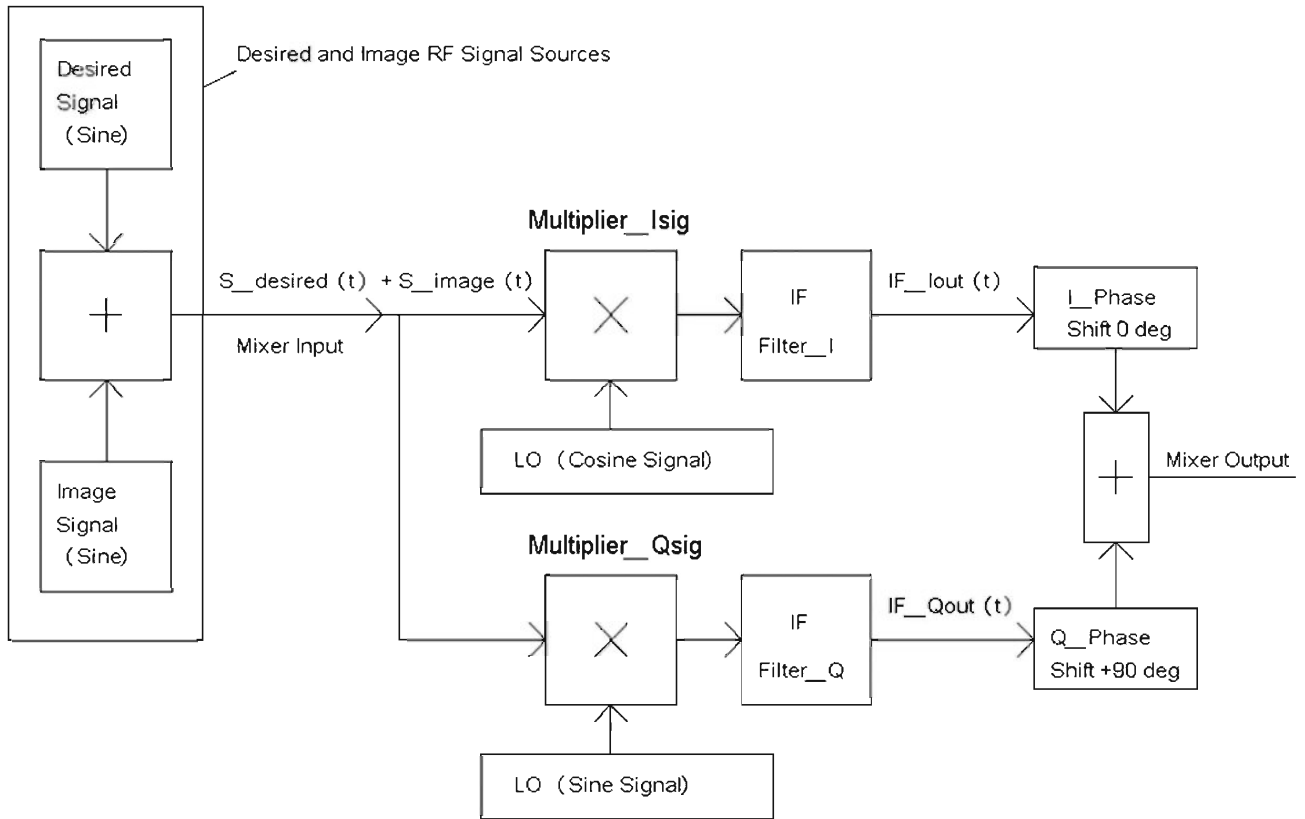 Desired and Image RF Signal Sources
Desired
Signal
(Sine)
+
S__desired (t) + S__image (t)
Mixer Input
Image
Signal
(Sine)
Multiplier__Isig
×
IF
Filter__I
IF__Iout (t)
I__Phase
Shift 0 deg
LO (Cosine Signal)
+
Mixer Output
Multiplier__Qsig
×
IF
Filter__Q
IF__Qout (t)
Q__Phase
Shift +90 deg
LO (Sine Signal)